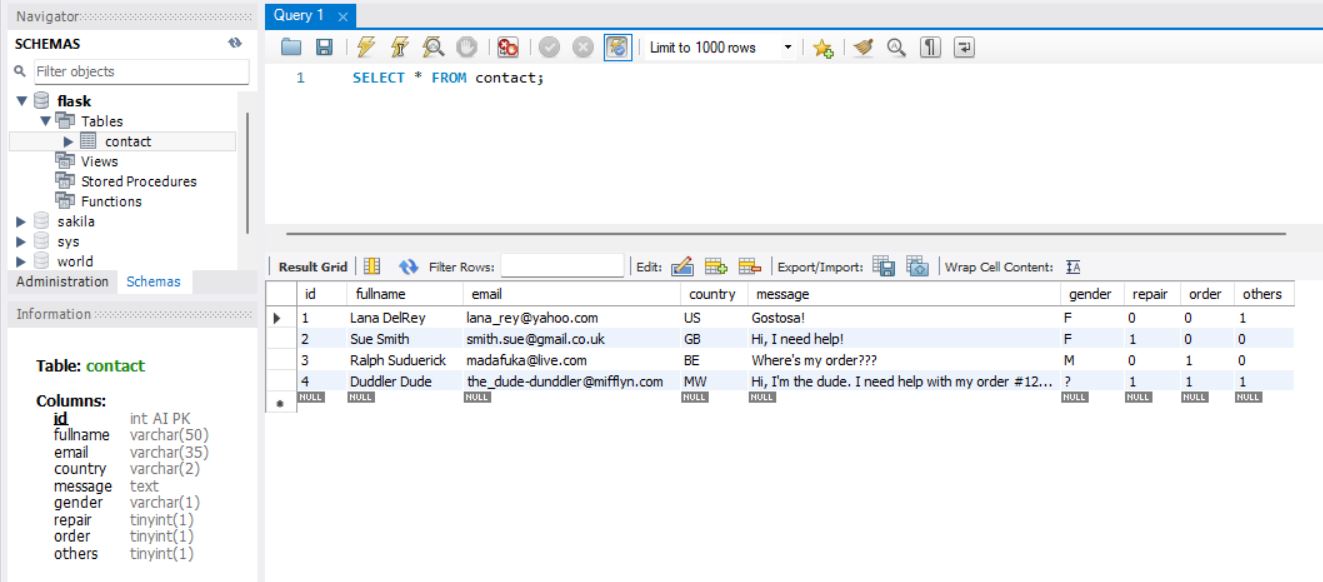 Navigator
SCHEMAS
Filter objects
flask
Tables
contact
Views
Stored Procedures
Functions
sakila
sys
world
Administration Schemas
Information
Table: contact
Columns:
id int AI PK
fullname varchar(50)
email varchar(35)
country varchar(2)
message text
gender varchar(1)
repair tinyint(1)
order tinyint(1)
others tinyint(1)
Query 1
Limit to 1000 rows
1 SELECT * FROM contact;
Result Grid Filter Rows: Edit: Export/Import: Wrap Cell Content:
id fullname email country message gender repair order others
1 Lana DelRey lana_rey@yahoo.com US Gostosa! F 0 0 1
2 Sue Smith smith.sue@gmail.co.uk GB Hi, I need help! F 1 0 0
3 Ralph Suduerick madafuka@live.com BE Where's my order??? M 0 1 0
4 Duddler Dude the_dude-dunddler@mifflyn.com MW Hi, I'm the dude. I need help with my order #12... ? 1 1 1
NULL NULL NULL NULL NULL NULL NULL NULL NULL